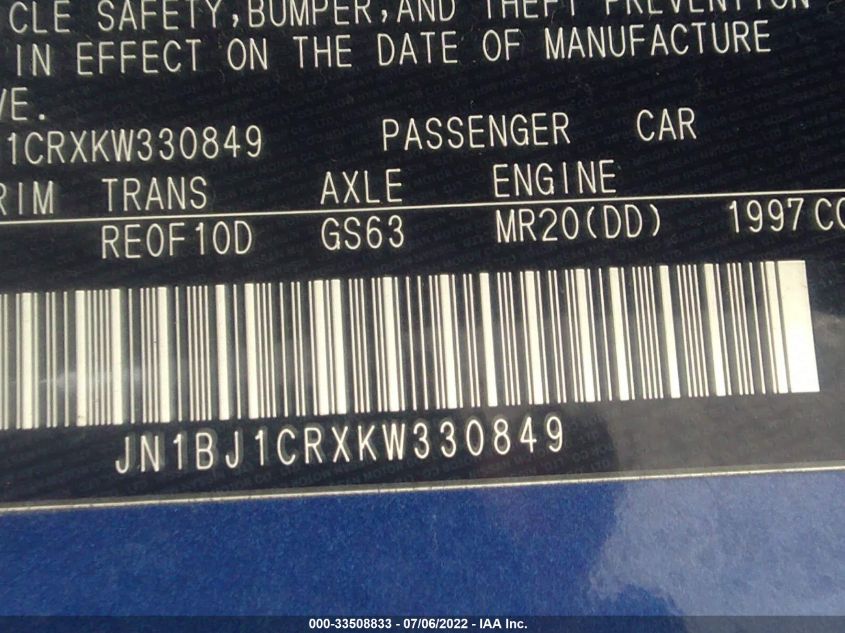 CLE SAFETY, BUMPER, AND THEFT PREVENTION
IN EFFECT ON THE DATE OF MANUFACTURE
VE.
1CRXKW330849 PASSENGER CAR
RIM TRANS AXLE ENGINE
RE0F10D GS63 MR20(DD) 1997 CC
JN1BJ1CRXKW330849
000-33508833 - 07/06/2022 - IAA Inc.